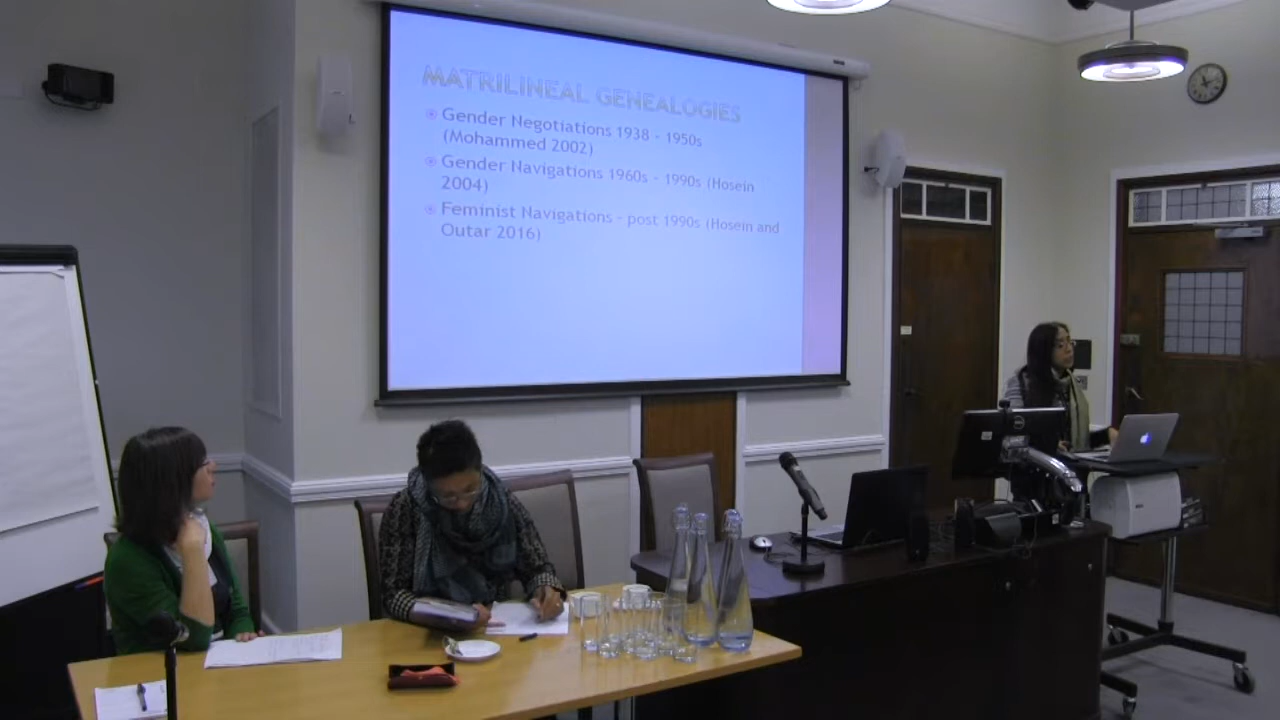 MATRILINEAL GENEALOGIES
Gender Negotiations 1938 - 1950s
(Mohammed 2002)
Gender Navigations 1960s - 1990s (Hosein
2004)
Feminist Navigations - post 1990s (Hosein and
Outar 2016)